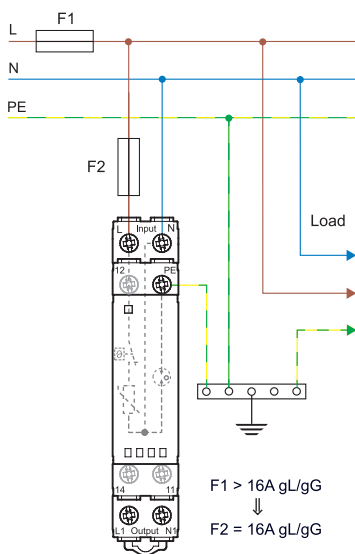 F1
L
N
PE
F2
L Input N
Load
12 PE
14 11
L1 Output N1
F1 > 16A gL/gG
⇓
F2 = 16A gL/gG